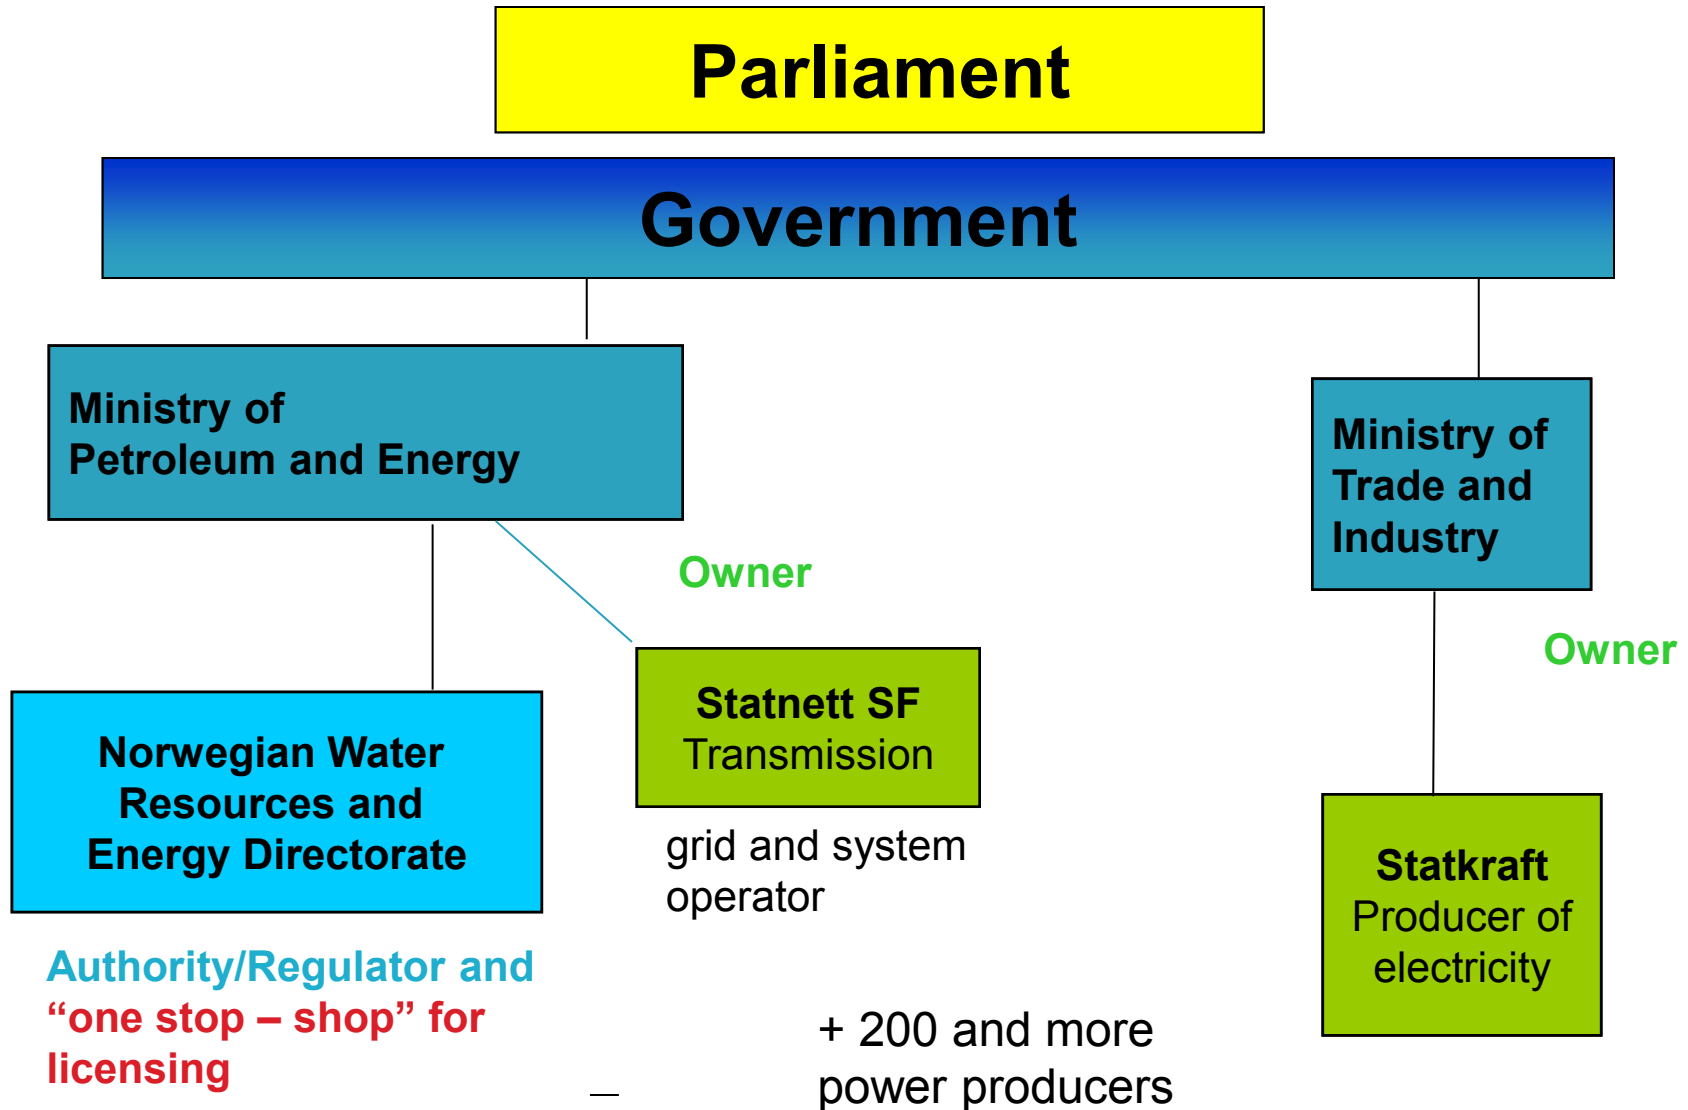 Parliament
Government
Ministry of
Petroleum and Energy
Ministry of
Trade and
Industry
Owner
Owner
Statnett SF
Transmission
grid and system
operator
Norwegian Water
Resources and
Energy Directorate
Statkraft
Producer of
electricity
Authority/Regulator and
“one stop – shop” for
licensing
+ 200 and more
power producers